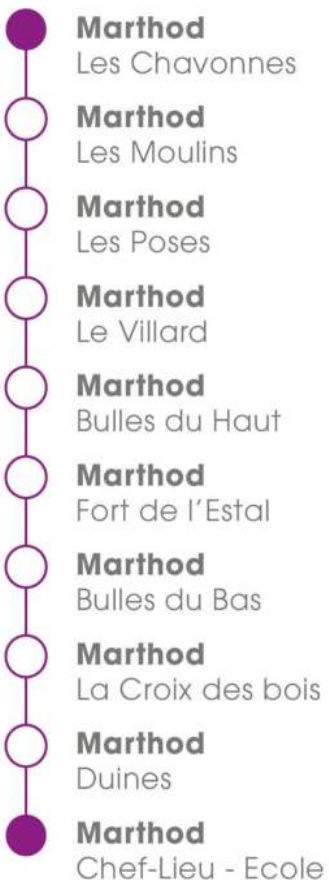 Marthod
Les Chavonnes
Marthod
Les Moulins
Marthod
Les Poses
Marthod
Le Villard
Marthod
Bulles du Haut
Marthod
Fort de l'Estal
Marthod
Bulles du Bas
Marthod
La Croix des bois
Marthod
Duines
Marthod
Chef-Lieu - Ecole